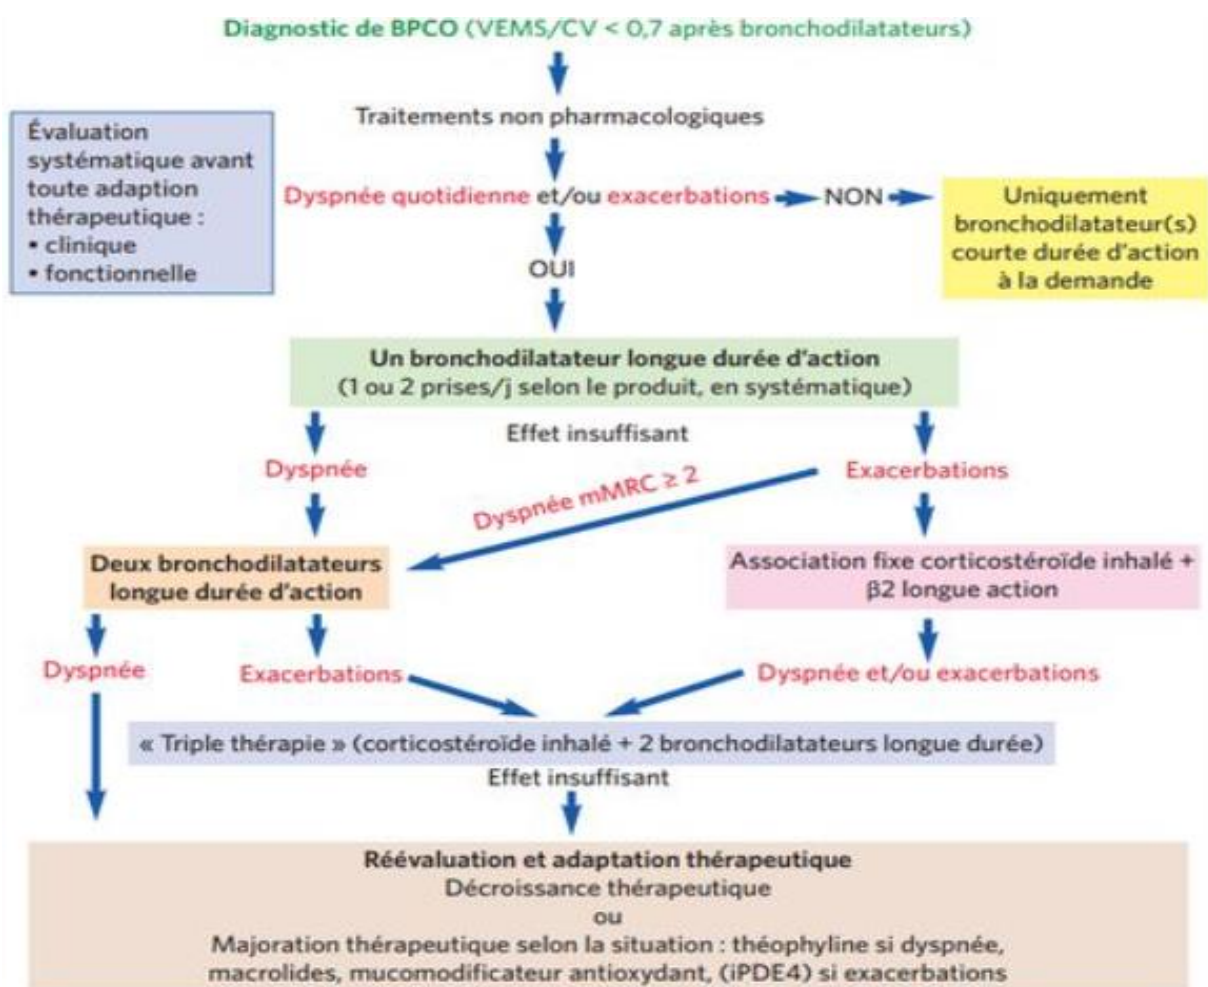 Diagnostic de BPCO (VEMS/CV < 0,7 après bronchodilatateurs)
Traitements non pharmacologiques
Évaluation
systématique avant
toute adaption
thérapeutique :
• clinique
• fonctionnelle
Dyspnée quotidienne et/ou exacerbations
NON
Uniquement
bronchodilatateur(s)
courte durée d'action
à la demande
OUI
Un bronchodilatateur longue durée d'action
(1 ou 2 prises/j selon le produit, en systématique)
Effet insuffisant
Dyspnée
Exacerbations
Dyspnée mMRC ≥ 2
Deux bronchodilatateurs
longue durée d'action
Association fixe corticostéroïde inhalé +
β2 longue action
Dyspnée
Exacerbations
Dyspnée et/ou exacerbations
« Triple thérapie » (corticostéroïde inhalé + 2 bronchodilatateurs longue durée)
Effet insuffisant
Réévaluation et adaptation thérapeutique
Décroissance thérapeutique
ou
Majoration thérapeutique selon la situation : théophyline si dyspnée,
macrolides, mucomodificateur antioxydant, (iPDE4) si exacerbations